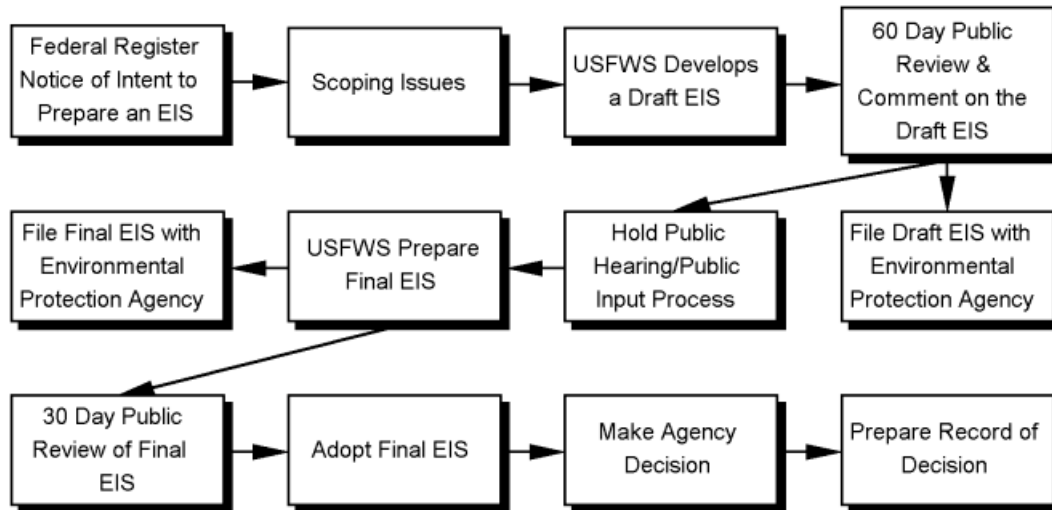 Federal Register
Notice of Intent to
Prepare an EIS
Scoping Issues
USFWS Develops
a Draft EIS
60 Day Public
Review &
Comment on the
Draft EIS
File Final EIS with
Environmental
Protection Agency
USFWS Prepare
Final EIS
Hold Public
Hearing/Public
Input Process
File Draft EIS with
Environmental
Protection Agency
30 Day Public
Review of Final
EIS
Adopt Final EIS
Make Agency
Decision
Prepare Record of
Decision